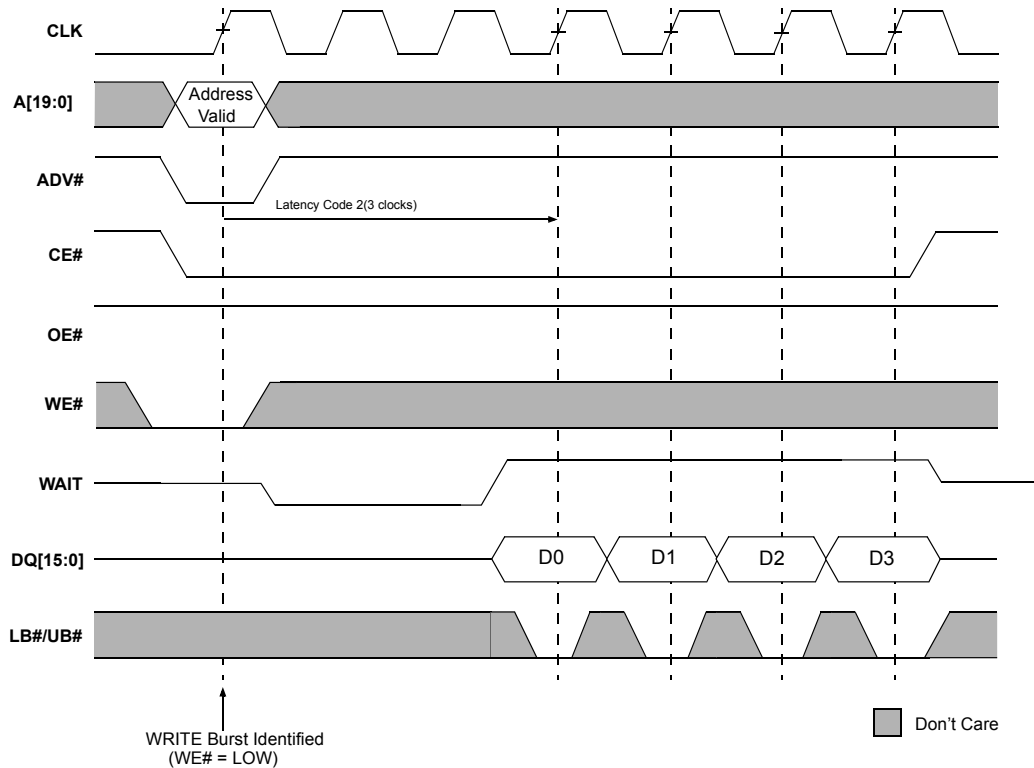 CLK
A[19:0]
Address
Valid
ADV#
Latency Code 2(3 clocks)
CE#
OE#
WE#
WAIT
DQ[15:0]
D0 D1 D2 D3
LB#/UB#
Don't Care
WRITE Burst Identified
(WE# = LOW)